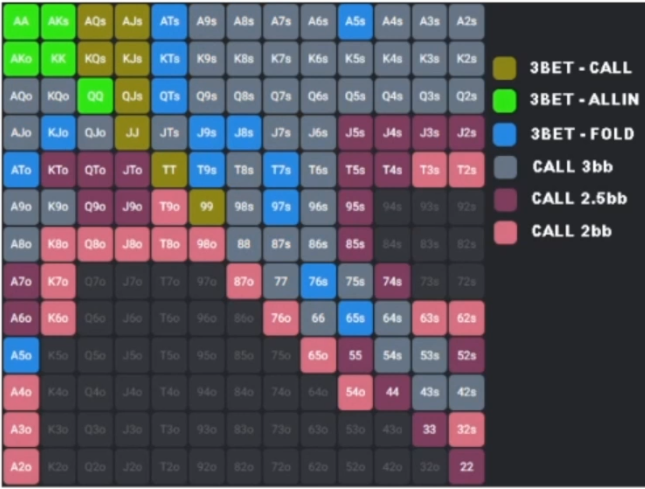 AA AKs AQs AJs ATs A9s A8s A7s A6s A5s A4s A3s A2s
AKo KK KQs KJs KTs K9s K8s K7s K6s K5s K4s K3s K2s
AQo KQo QQ QJs QTs Q9s Q8s Q7s Q6s Q5s Q4s Q3s Q2s
AJo KJo QJo JJ JTs J9s J8s J7s J6s J5s J4s J3s J2s
ATo KTo QTo JTo TT T9s T8s T7s T6s T5s T4s T3s T2s
A9o K9o Q9o J9o T9o 99 98s 97s 96s 95s 94s 93s 92s
A8o K8o Q8o J8o T8o 98o 88 87s 86s 85s 84s 83s 82s
A7o K7o Q7o J7o T7o 97o 87o 77 76s 75s 74s 73s 72s
A6o K6o Q6o J6o T6o 96o 86o 76o 66 65s 64s 63s 62s
A5o K5o Q5o J5o T5o 95o 85o 75o 65o 55 54s 53s 52s
A4o K4o Q4o J4o T4o 94o 84o 74o 64o 54o 44 43s 42s
A3o K3o Q3o J3o T3o 93o 83o 73o 63o 53o 43o 33 32s
A2o K2o Q2o J2o T2o 92o 82o 72o 62o 52o 42o 32o 22
3BET - CALL
3BET - ALLIN
3BET - FOLD
CALL 3bb
CALL 2.5bb
CALL 2bb